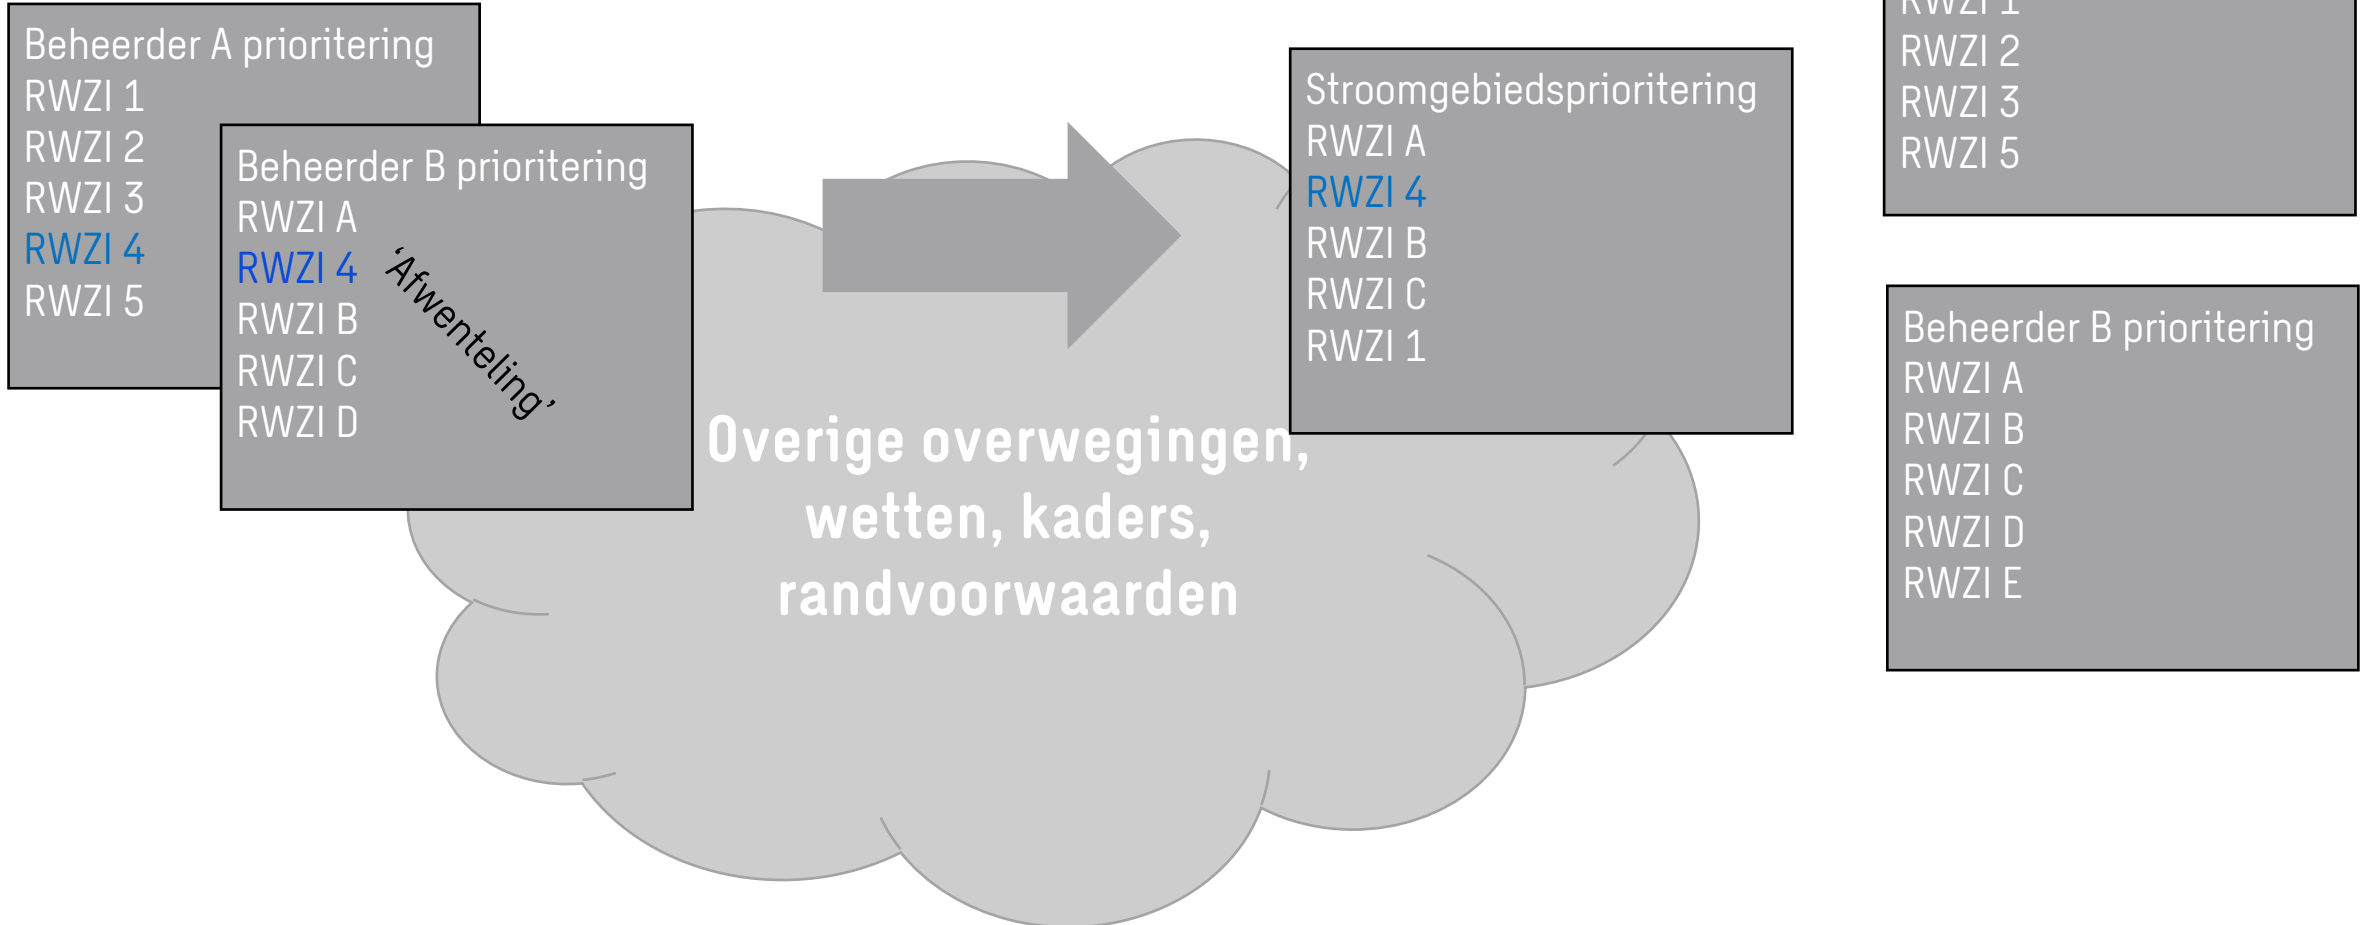 Beheerder A prioritering
RWZI 1
RWZI 2
RWZI 3
RWZI 4
RWZI 5
Beheerder B prioritering
RWZI A
RWZI 4
RWZI B
RWZI C
RWZI D
‘Afwenteling’
Overige overwegingen,
wetten, kaders,
randvoorwaarden
Stroomgebiedsprioritering
RWZI A
RWZI 4
RWZI B
RWZI C
RWZI 1
RWZI 1
RWZI 2
RWZI 3
RWZI 5
Beheerder B prioritering
RWZI A
RWZI B
RWZI C
RWZI D
RWZI E